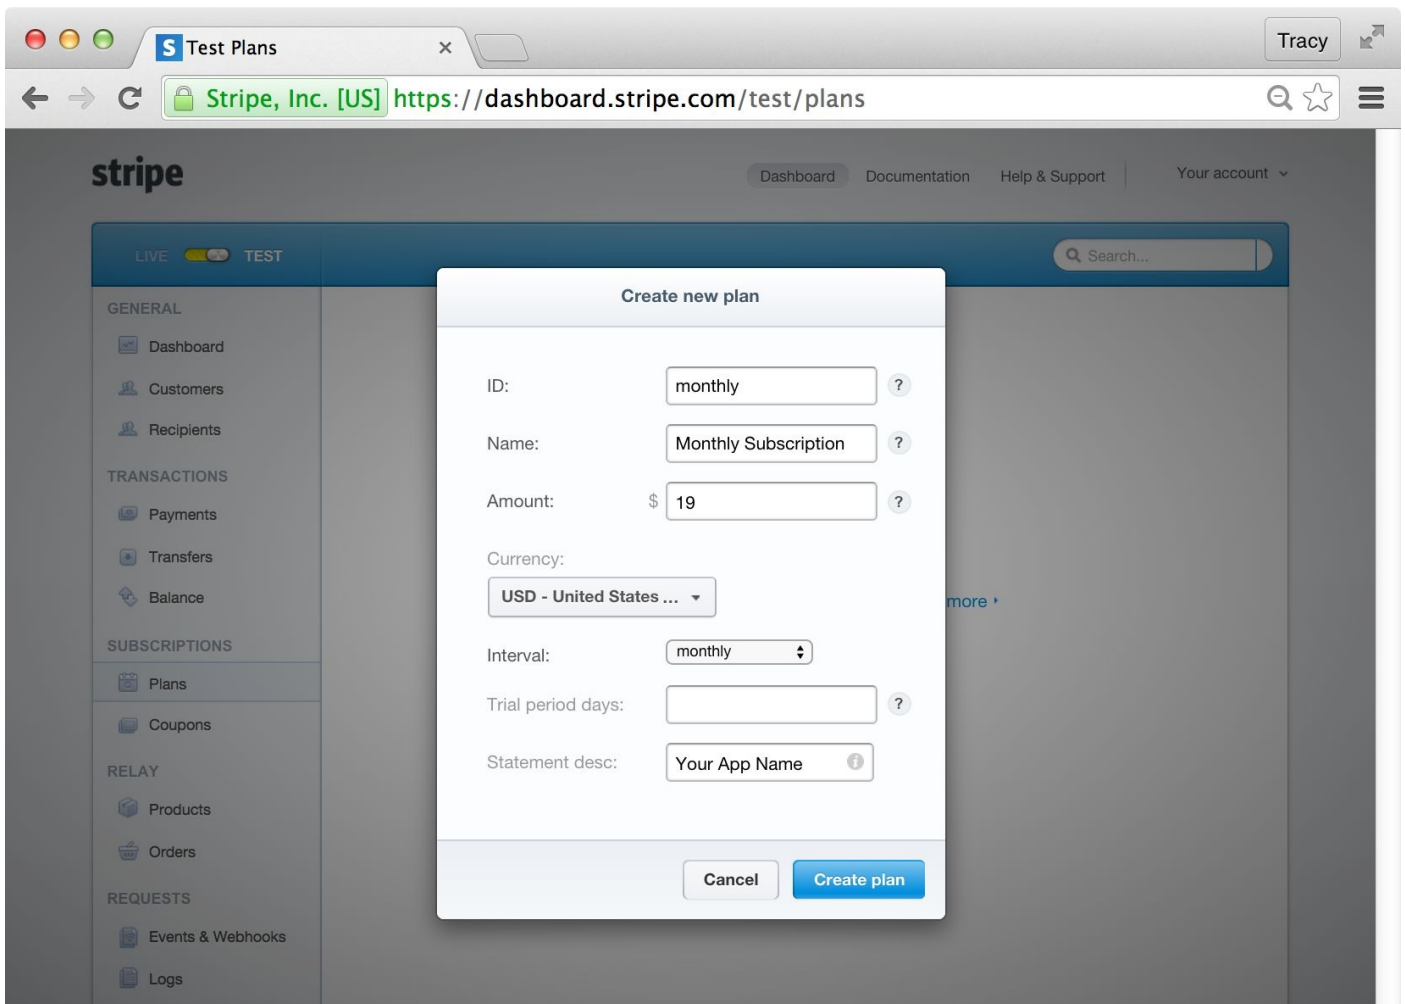 Test Plans
Tracy
Stripe, Inc. [US] https://dashboard.stripe.com/test/plans
stripe
Dashboard Documentation Help & Support Your account
LIVE TEST
Search...
GENERAL
Dashboard
Customers
Recipients
TRANSACTIONS
Payments
Transfers
Balance
SUBSCRIPTIONS
Plans
Coupons
RELAY
Products
Orders
REQUESTS
Events & Webhooks
Logs
Create new plan
ID: monthly ?
Name: Monthly Subscription ?
Amount: $ 19 ?
Currency:
USD - United States ...
more
Interval: monthly
Trial period days: ?
Statement desc: Your App Name
Cancel Create plan